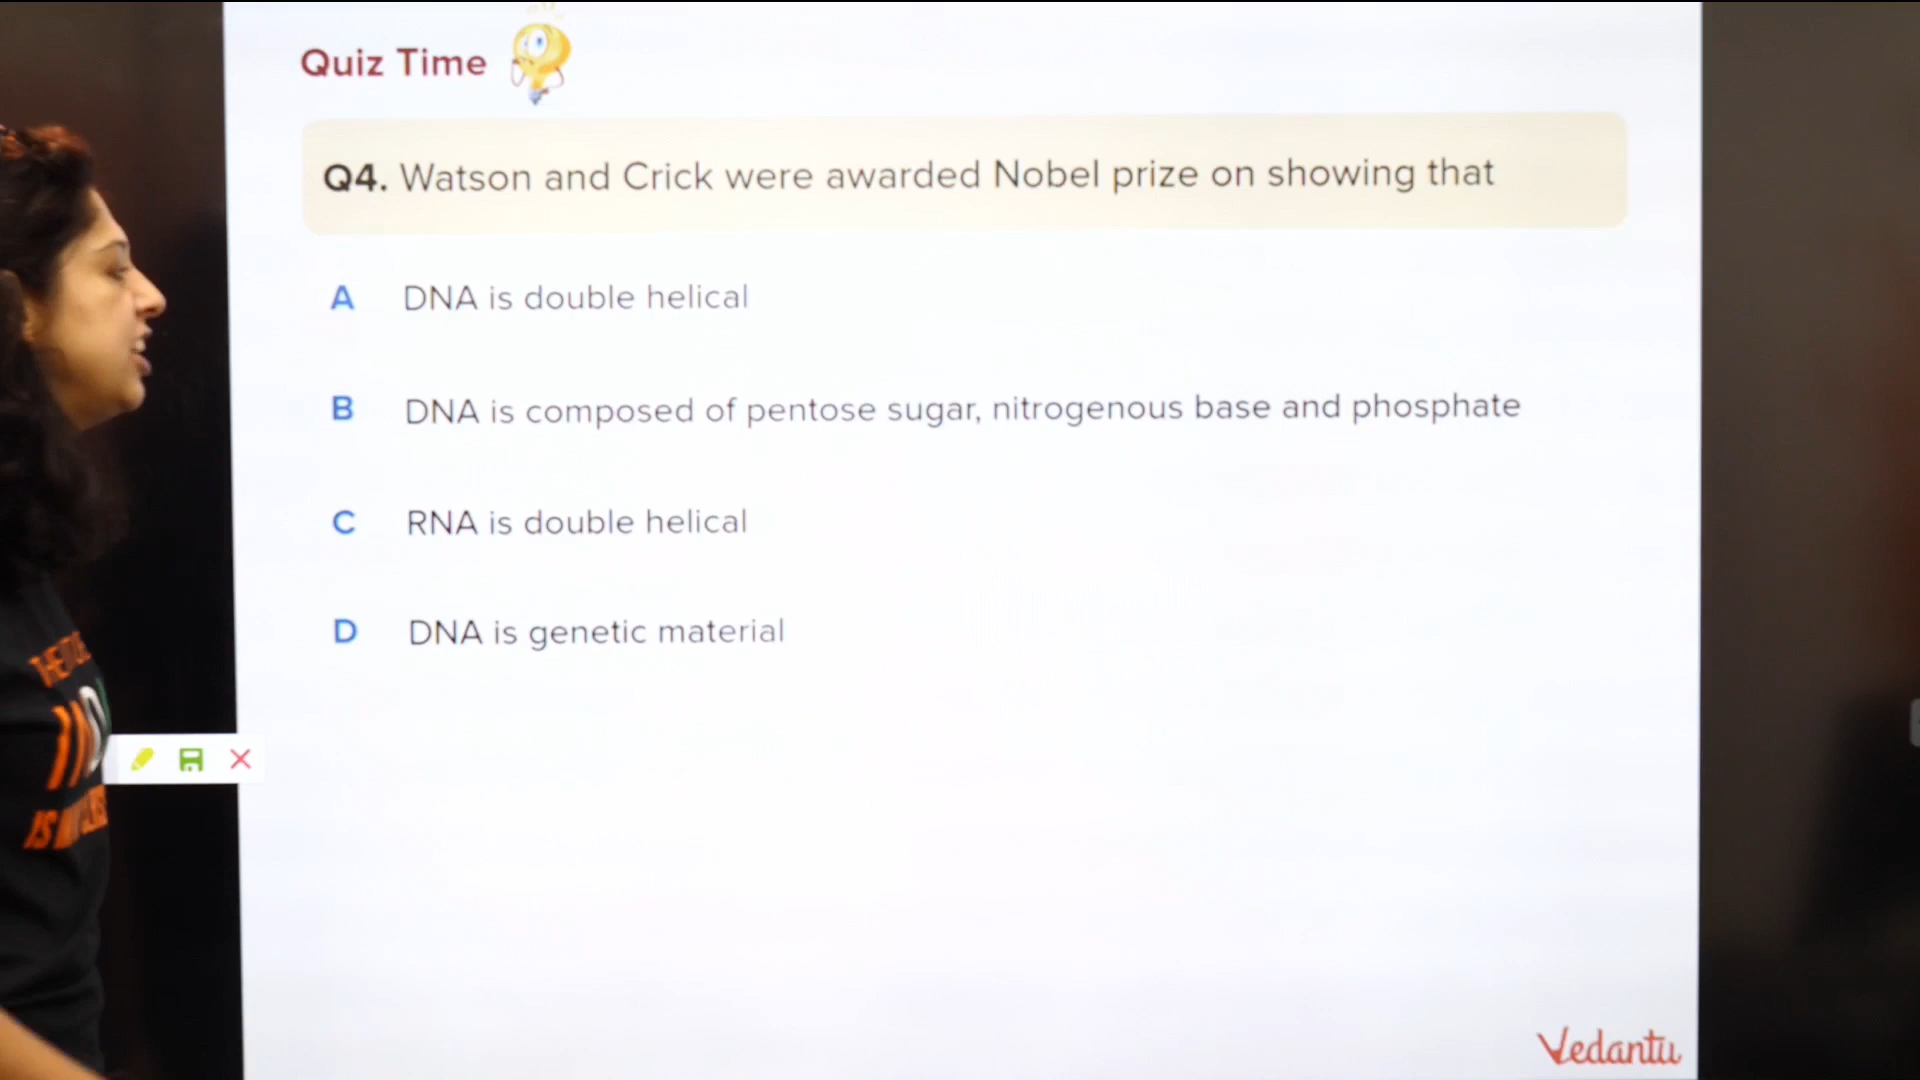 Quiz Time
Q4. Watson and Crick were awarded Nobel prize on showing that
A DNA is double helical
B DNA is composed of pentose sugar, nitrogenous base and phosphate
C RNA is double helical
D DNA is genetic material
Vedantu